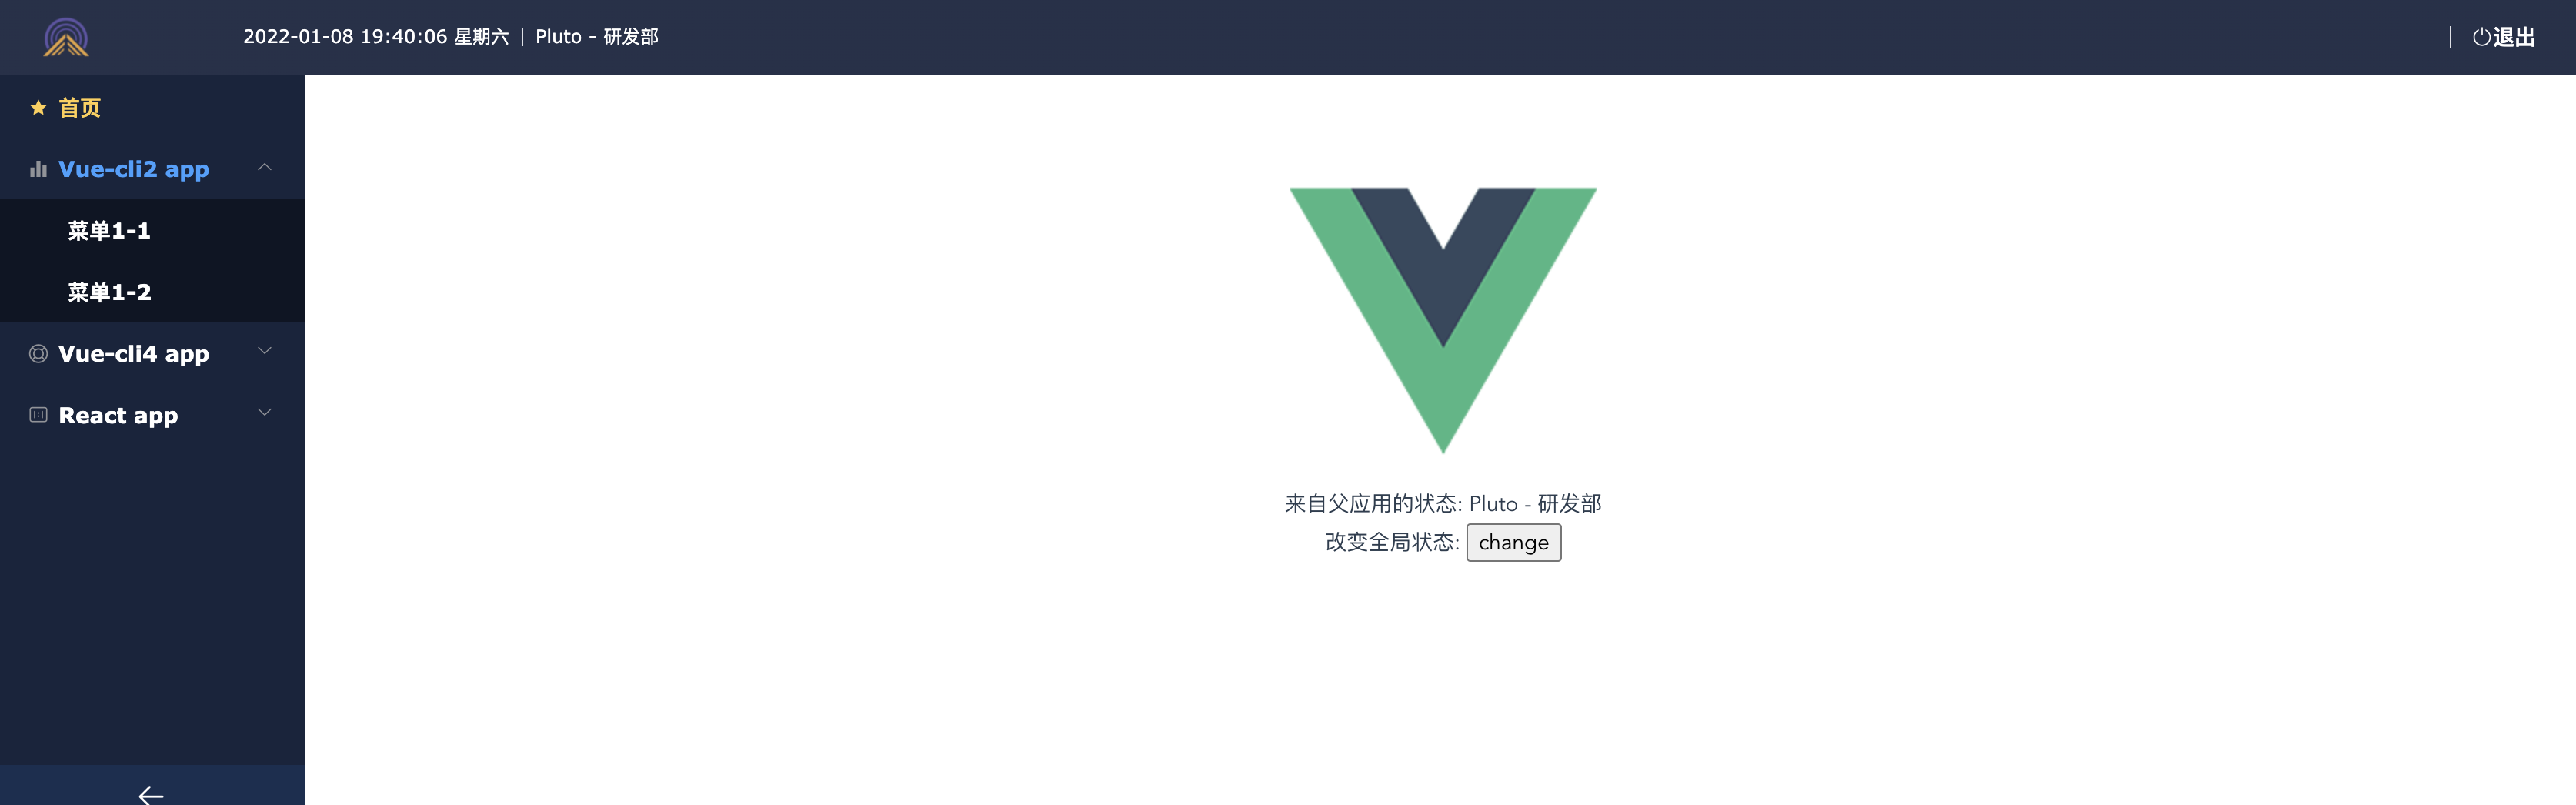 2022-01-08 19:40:06 星期六 | Pluto - 研发部
| 退出
首页
Vue-cli2 app
菜单1-1
菜单1-2
Vue-cli4 app
React app
来自父应用的状态: Pluto - 研发部
改变全局状态: change